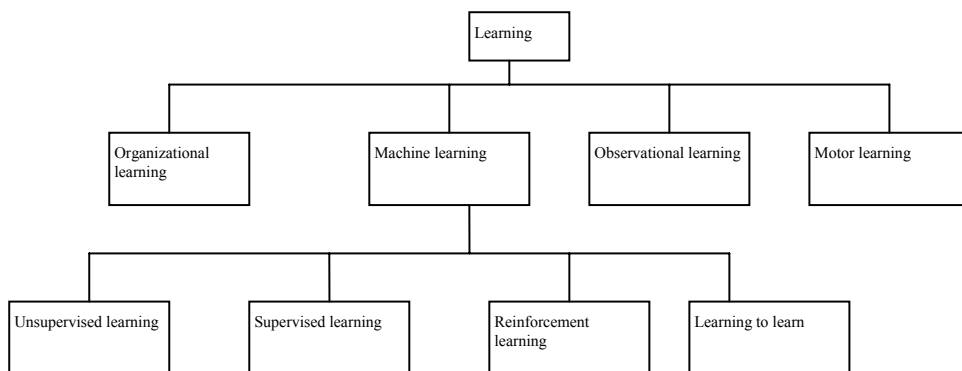 Learning
Organizational
learning
Machine learning
Observational learning
Motor learning
Unsupervised learning
Supervised learning
Reinforcement
learning
Learning to learn